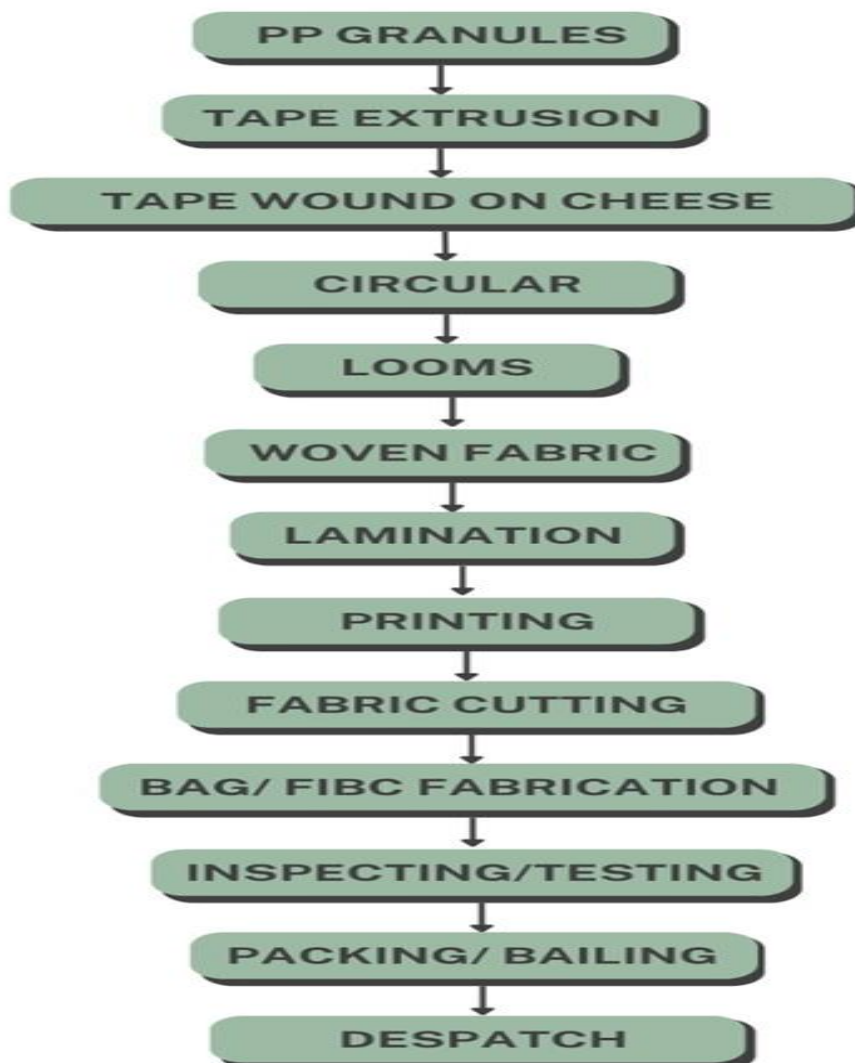 PP GRANULES
TAPE EXTRUSION
TAPE WOUND ON CHEESE
CIRCULAR
LOOMS
WOVEN FABRIC
LAMINATION
PRINTING
FABRIC CUTTING
BAG/ FIBC FABRICATION
INSPECTING/TESTING
PACKING/ BAILING
DESPATCH